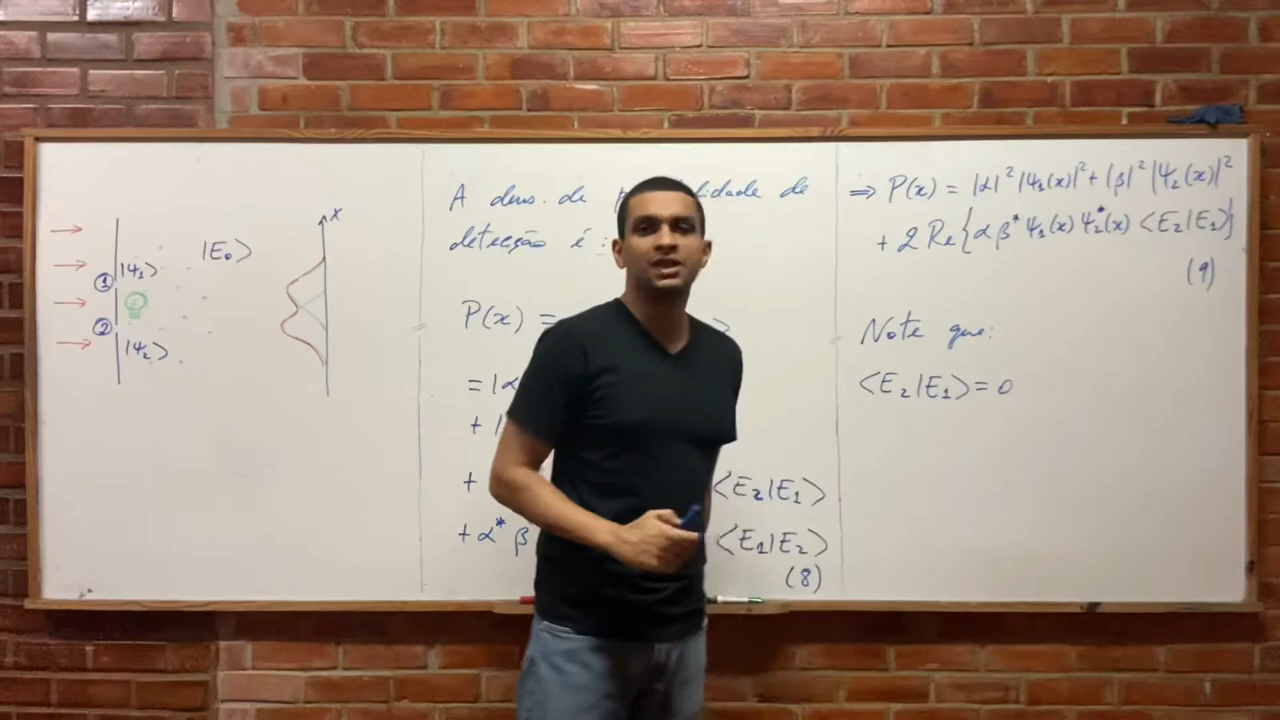 x
|E₀⟩
|ψ₁⟩
①
②
|ψ₂⟩
A dens. de
detecção é:
P(x) =
= |α
+ |
+ ⟨E₂|E₁⟩
+ α* β ⟨E₁|E₂⟩
(8)
⇒ P(x) = |α|² |ψ₁(x)|² + |β|² |ψ₂(x)|²
+ 2 Re{α β* ψ₁(x) ψ₂*(x) ⟨E₂|E₁⟩}
(9)
Note que:
⟨E₂|E₁⟩ = 0